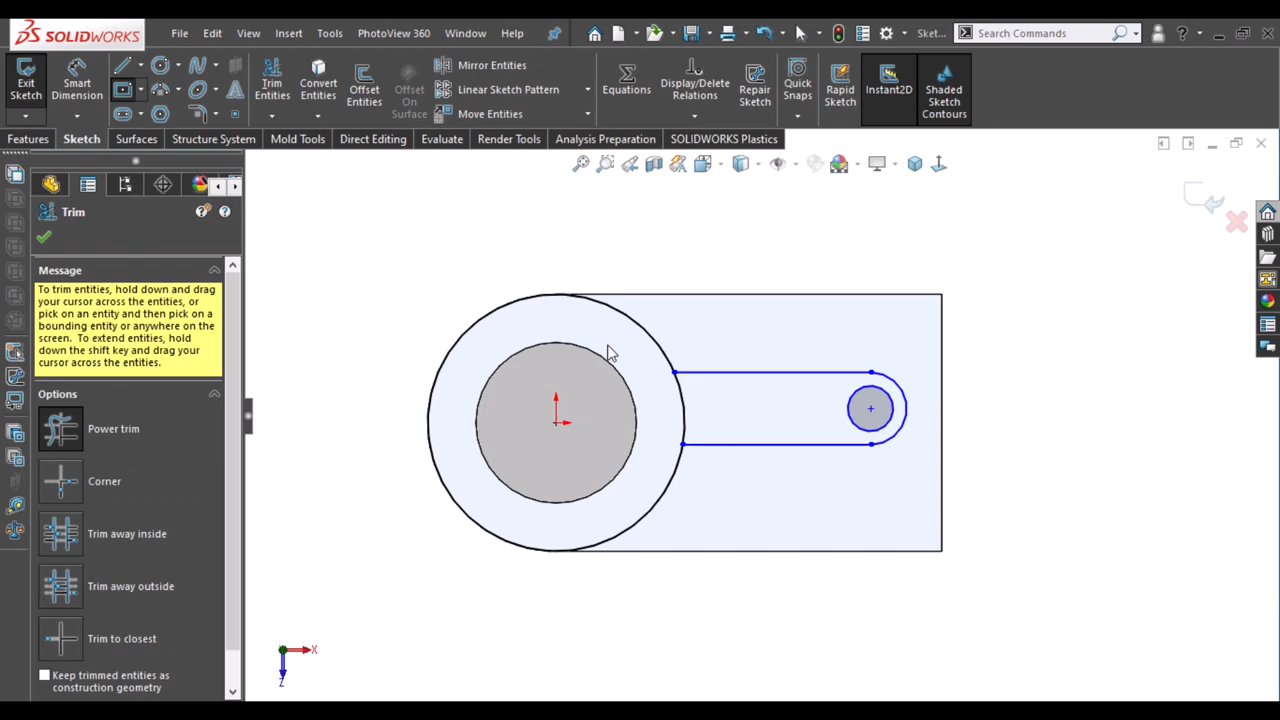 SOLIDWORKS
File Edit View Insert Tools PhotoView 360 Window Help
Sket... Search Commands
Exit Sketch
Smart Dimension
Trim Entities
Convert Entities
Offset Entities
Offset On Surface
Mirror Entities
Linear Sketch Pattern
Move Entities
Equations
Display/Delete Relations
Repair Sketch
Quick Snaps
Rapid Sketch
Instant2D
Shaded Sketch Contours
Features Sketch Surfaces Structure System Mold Tools Direct Editing Evaluate Render Tools Analysis Preparation SOLIDWORKS Plastics
Trim
Message
To trim entities, hold down and drag
your cursor across the entities, or
pick on an entity and then pick on a
bounding entity or anywhere on the
screen. To extend entities, hold
down the shift key and drag your
cursor across the entities.
Options
Power trim
Corner
Trim away inside
Trim away outside
Trim to closest
Keep trimmed entities as
construction geometry
X
Z